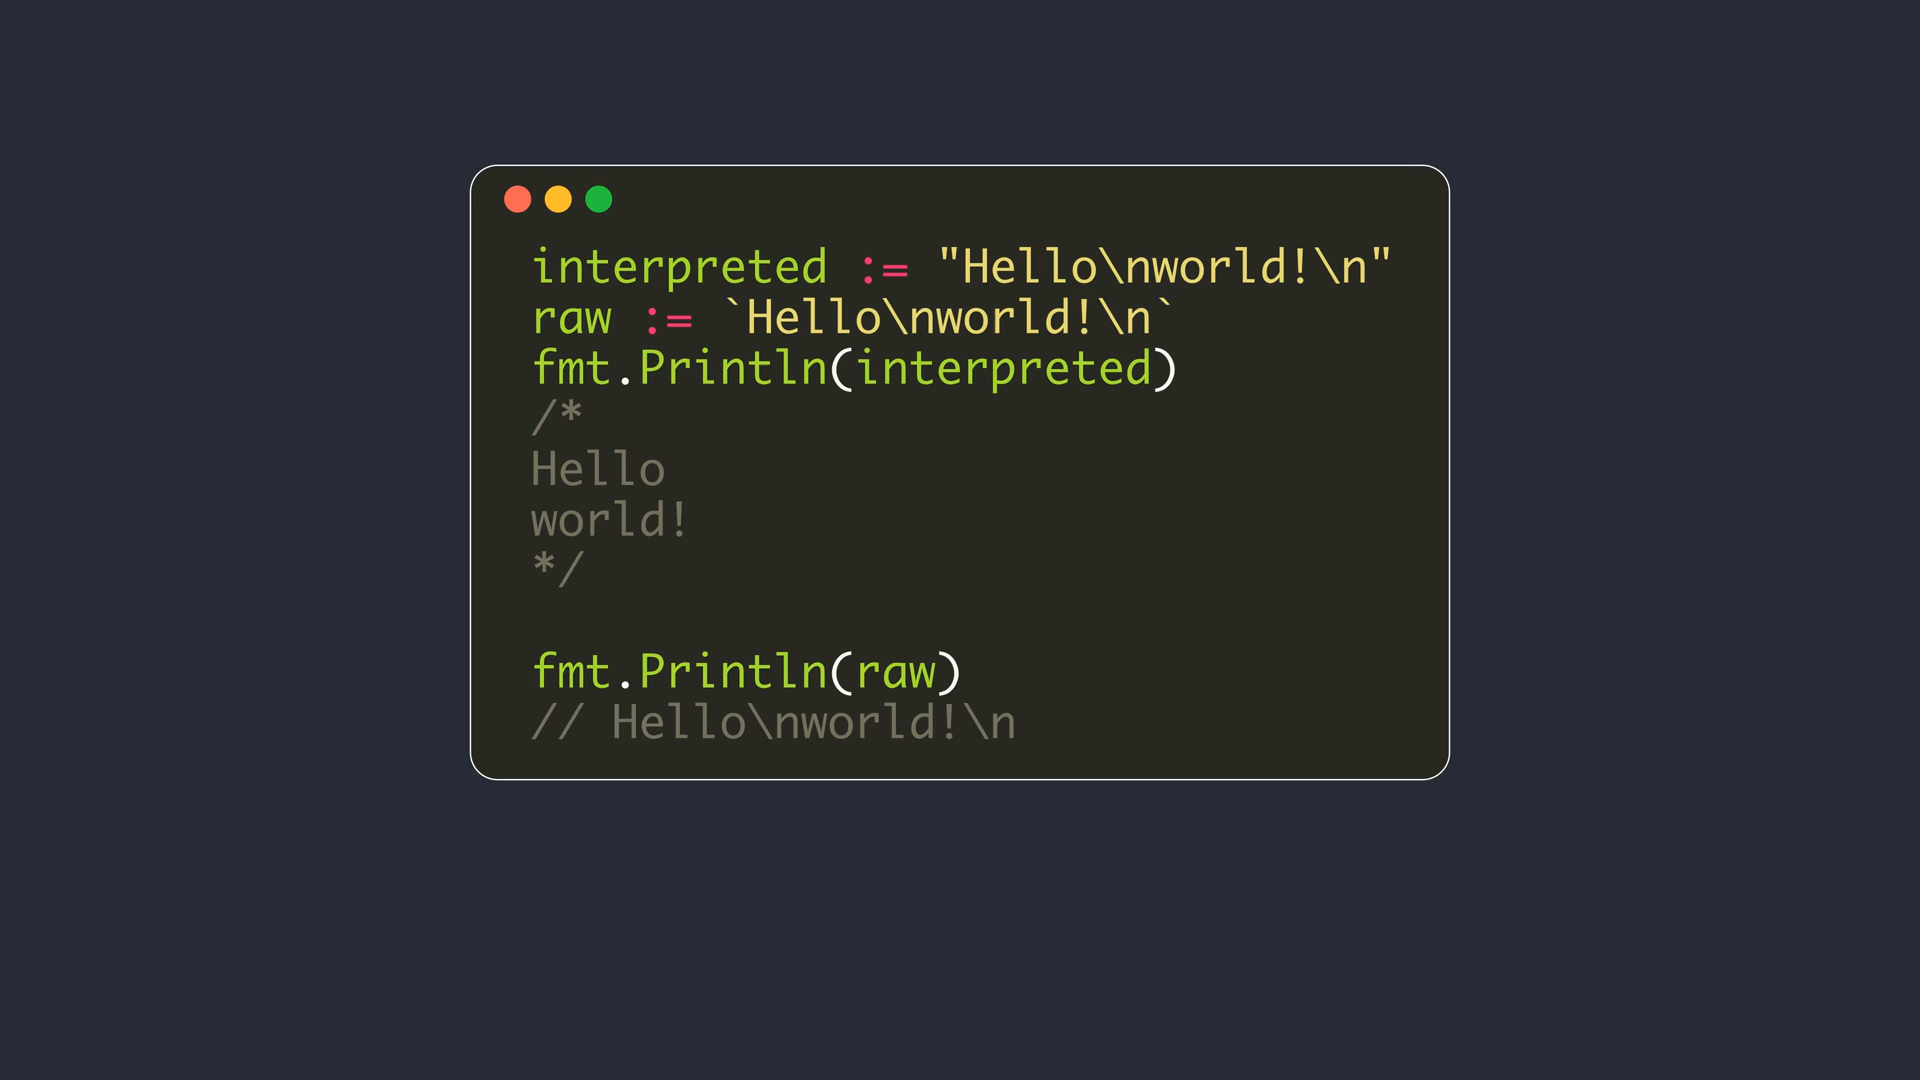 interpreted := "Hello\nworld!\n"
raw := `Hello\nworld!\n`
fmt.Println(interpreted)
/*
Hello
world!
*/
fmt.Println(raw)
// Hello\nworld!\n